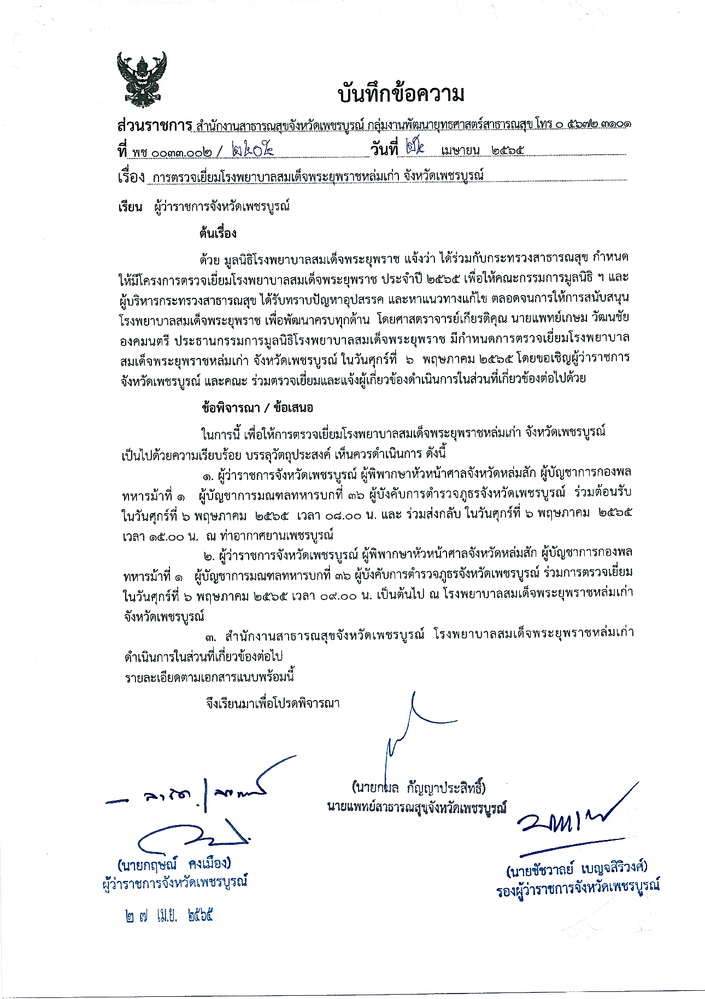 บันทึกข้อความ
ส่วนราชการ สำนักงานสาธารณสุขจังหวัดเพชรบูรณ์ กลุ่มงานพัฒนายุทธศาสตร์สาธารณสุข โทร ๐ ๕๖๗๒ ๓๑๐๑
ที่ พช ๐๐๓๓.๐๐๒ / ๒๔๐๕ วันที่ ๒๕ เมษายน ๒๕๖๕
เรื่อง การตรวจเยี่ยมโรงพยาบาลสมเด็จพระยุพราชหล่มเก่า จังหวัดเพชรบูรณ์
เรียน ผู้ว่าราชการจังหวัดเพชรบูรณ์
ต้นเรื่อง
ด้วย มูลนิธิโรงพยาบาลสมเด็จพระยุพราช แจ้งว่า ได้ร่วมกับกระทรวงสาธารณสุข กำหนด
ให้มีโครงการตรวจเยี่ยมโรงพยาบาลสมเด็จพระยุพราช ประจำปี ๒๕๖๕ เพื่อให้คณะกรรมการมูลนิธิ ฯ และ
ผู้บริหารกระทรวงสาธารณสุข ได้รับทราบปัญหาอุปสรรค และหาแนวทางแก้ไข ตลอดจนการให้การสนับสนุน
โรงพยาบาลสมเด็จพระยุพราช เพื่อพัฒนาครบทุกด้าน โดยศาสตราจารย์เกียรติคุณ นายแพทย์เกษม วัฒนชัย
องคมนตรี ประธานกรรมการมูลนิธิโรงพยาบาลสมเด็จพระยุพราช มีกำหนดการตรวจเยี่ยมโรงพยาบาล
สมเด็จพระยุพราชหล่มเก่า จังหวัดเพชรบูรณ์ ในวันศุกร์ที่ ๖ พฤษภาคม ๒๕๖๕ โดยขอเชิญผู้ว่าราชการ
จังหวัดเพชรบูรณ์ และคณะ ร่วมตรวจเยี่ยมและแจ้งผู้เกี่ยวข้องดำเนินการในส่วนที่เกี่ยวข้องต่อไปด้วย
ข้อพิจารณา / ข้อเสนอ
ในการนี้ เพื่อให้การตรวจเยี่ยมโรงพยาบาลสมเด็จพระยุพราชหล่มเก่า จังหวัดเพชรบูรณ์
เป็นไปด้วยความเรียบร้อย บรรลุวัตถุประสงค์ เห็นควรดำเนินการ ดังนี้
๑. ผู้ว่าราชการจังหวัดเพชรบูรณ์ ผู้พิพากษาหัวหน้าศาลจังหวัดหล่มสัก ผู้บัญชาการกองพล
ทหารม้าที่ ๑ ผู้บัญชาการมณฑลทหารบกที่ ๓๖ ผู้บังคับการตำรวจภูธรจังหวัดเพชรบูรณ์ ร่วมต้อนรับ
ในวันศุกร์ที่ ๖ พฤษภาคม ๒๕๖๕ เวลา ๐๘.๐๐ น. และ ร่วมส่งกลับ ในวันศุกร์ที่ ๖ พฤษภาคม ๒๕๖๕
เวลา ๑๕.๐๐ น. ณ ท่าอากาศยานเพชรบูรณ์
๒. ผู้ว่าราชการจังหวัดเพชรบูรณ์ ผู้พิพากษาหัวหน้าศาลจังหวัดหล่มสัก ผู้บัญชาการกองพล
ทหารม้าที่ ๑ ผู้บัญชาการมณฑลทหารบกที่ ๓๖ ผู้บังคับการตำรวจภูธรจังหวัดเพชรบูรณ์ ร่วมการตรวจเยี่ยม
ในวันศุกร์ที่ ๖ พฤษภาคม ๒๕๖๕ เวลา ๐๙.๐๐ น. เป็นต้นไป ณ โรงพยาบาลสมเด็จพระยุพราชหล่มเก่า
จังหวัดเพชรบูรณ์
๓. สำนักงานสาธารณสุขจังหวัดเพชรบูรณ์ โรงพยาบาลสมเด็จพระยุพราชหล่มเก่า
ดำเนินการในส่วนที่เกี่ยวข้องต่อไป
รายละเอียดตามเอกสารแนบพร้อมนี้
จึงเรียนมาเพื่อโปรดพิจารณา
(นายกมล กัญญาประสิทธิ์)
นายแพทย์สาธารณสุขจังหวัดเพชรบูรณ์
(นายกฤษณ์ คงเมือง)
ผู้ว่าราชการจังหวัดเพชรบูรณ์
๒ ๗ เม.ย. ๒๕๖๕
(นายชัชวาลย์ เบญจสิริวงศ์)
รองผู้ว่าราชการจังหวัดเพชรบูรณ์